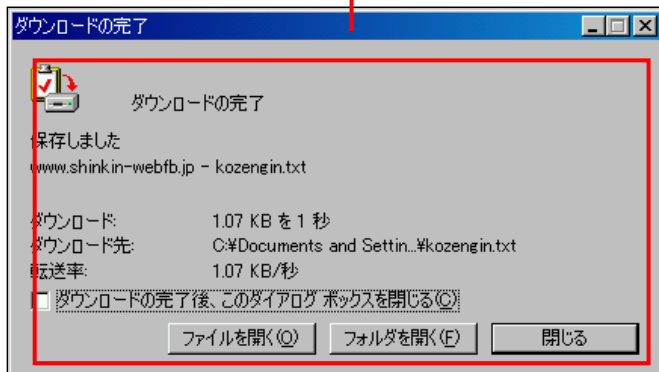 ダウンロードの完了
ダウンロードの完了
保存しました
www.shinkin-webfb.jp - kozengin.txt
ダウンロード: 1.07 KB を 1 秒
ダウンロード先: C:¥Documents and Settin...¥kozengin.txt
転送率: 1.07 KB/秒
ダウンロードの完了後、このダイアログ ボックスを閉じる(C)
ファイルを開く(O) フォルダを開く(F) 閉じる